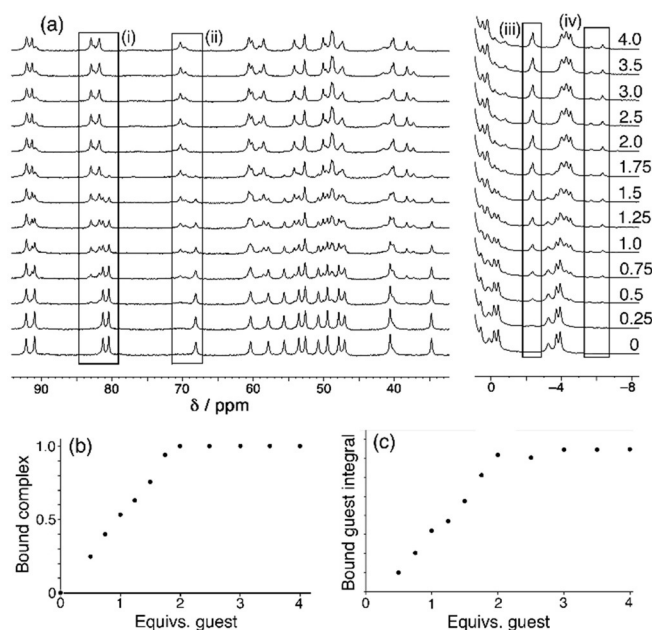 (a)
(i)
(ii)
(iii)
(iv)
4.0
3.5
3.0
2.5
2.0
1.75
1.5
1.25
1.0
0.75
0.5
0.25
0
90 80 70 60 50 40
δ / ppm
0 −4 −8
(b)
Bound complex
1.0
0.5
0
0 1 2 3 4
Equivs. guest
(c)
Bound guest integral
0 1 2 3 4
Equivs. guest